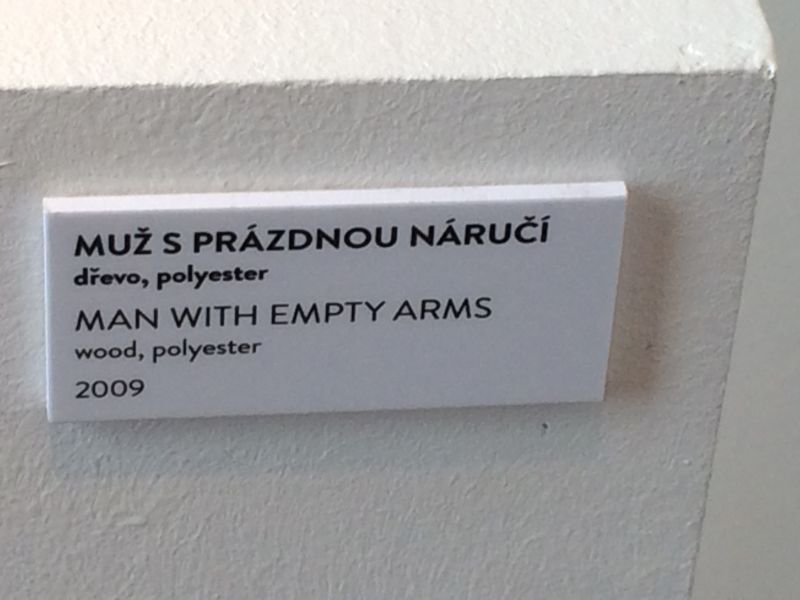 MUŽ S PRÁZDNOU NÁRUČÍ
dřevo, polyester
MAN WITH EMPTY ARMS
wood, polyester
2009